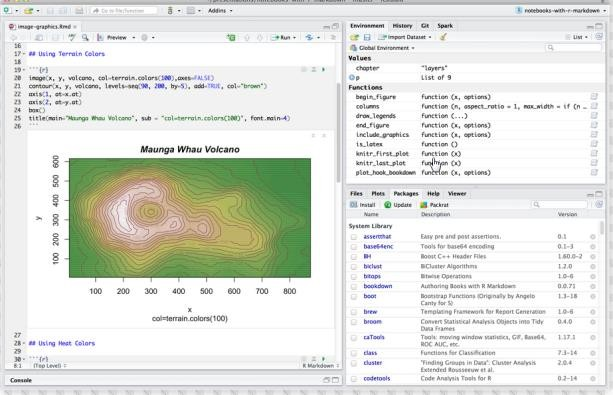 ~/presentations/notebooks-with-r-markdown - master - RStudio
Go to file/function
Addins
notebooks-with-r-markdown
image-graphics.Rmd
Preview
Run
16
17 ## Using Terrain Colors
18
19 ```{r}
20 image(x, y, volcano, col=terrain.colors(100),axes=FALSE)
21 contour(x, y, volcano, levels=seq(90, 200, by=5), add=TRUE, col="brown")
22 axis(1, at=x.at)
23 axis(2, at=y.at)
24 box()
25 title(main="Maunga Whau Volcano", sub = "col=terrain.colors(100)", font.main=4)
26 ```
Maunga Whau Volcano
600
500
400
300
200
100
y
100 200 300 400 500 600 700 800
x
col=terrain.colors(100)
27
28 ## Using Heat Colors
29
30 ```{r}
8:1 (Top Level) R Markdown
Console
Environment History Git Spark
Import Dataset List
Global Environment
Values
chapter "layers"
p List of 9
Functions
begin_figure function (x, options)
columns function (n, aspect_ratio = 1, max_width = if (n …
draw_legends function (...)
end_figure function (x, options)
include_graphics function (x, options)
is_latex function ()
knitr_first_plot function (x)
knitr_last_plot function (x)
plot_hook_bookdown function (x, options)
Files Plots Packages Help Viewer
Install Update Packrat
Name Description Version
System Library
assertthat Easy pre and post assertions. 0.1
base64enc Tools for base64 encoding 0.1-3
BH Boost C++ Header Files 1.60.0-2
biclust BiCluster Algorithms 1.2.0
bitops Bitwise Operations 1.0-6
bookdown Authoring Books with R Markdown 0.0.71
boot Bootstrap Functions (Originally by Angelo Canty for S) 1.3-18
brew Templating Framework for Report Generation 1.0-6
broom Convert Statistical Analysis Objects into Tidy Data Frames 0.4.0
caTools Tools: moving window statistics, GIF, Base64, ROC AUC, etc. 1.17.1
class Functions for Classification 7.3-14
cluster "Finding Groups in Data": Cluster Analysis Extended Rousseeuw et al. 2.0.4
codetools Code Analysis Tools for R 0.2-14